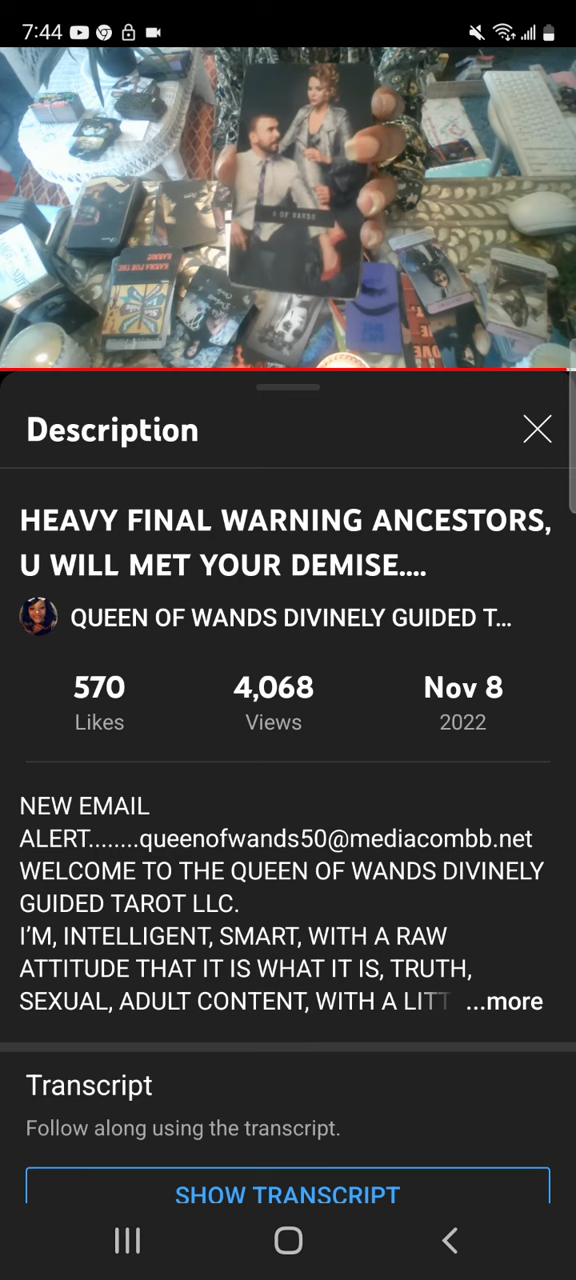 7:44
OF WANDS
Description
HEAVY FINAL WARNING ANCESTORS,
U WILL MET YOUR DEMISE....
QUEEN OF WANDS DIVINELY GUIDED T...
570
4,068
Nov 8
Likes
Views
2022
NEW EMAIL
ALERT........queenofwands50@mediacombb.net
WELCOME TO THE QUEEN OF WANDS DIVINELY
GUIDED TAROT LLC.
I'M, INTELLIGENT, SMART, WITH A RAW
ATTITUDE THAT IT IS WHAT IT IS, TRUTH,
SEXUAL, ADULT CONTENT, WITH A LITT ...more
Transcript
Follow along using the transcript.
SHOW TRANSCRIPT